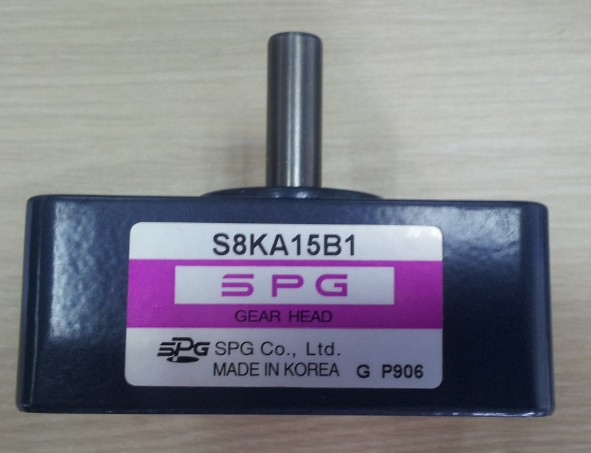 S8KA15B1
SPG
GEAR HEAD
SPG SPG Co., Ltd.
MADE IN KOREA G P906